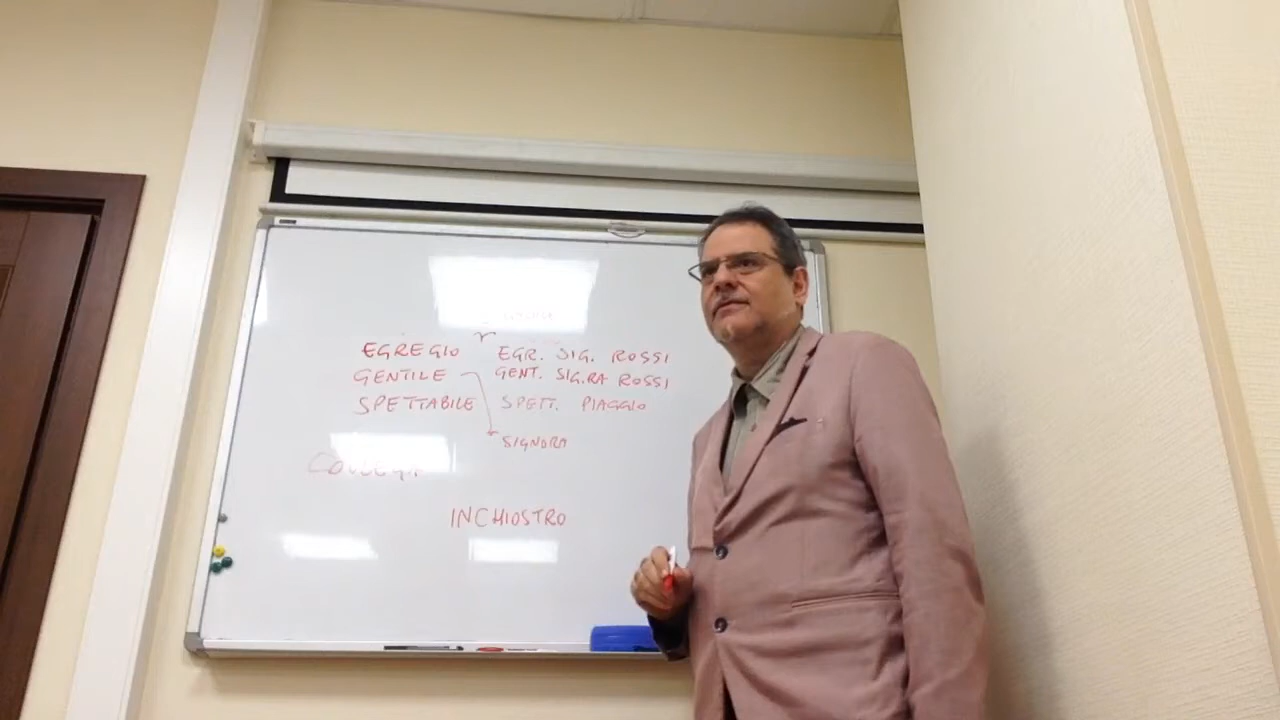 EGREGIO EGR. SIG. ROSSI
GENTILE GENT. SIG.RA ROSSI
SPETTABILE SPETT. PIAGGIO
SIGNORA
INCHIOSTRO